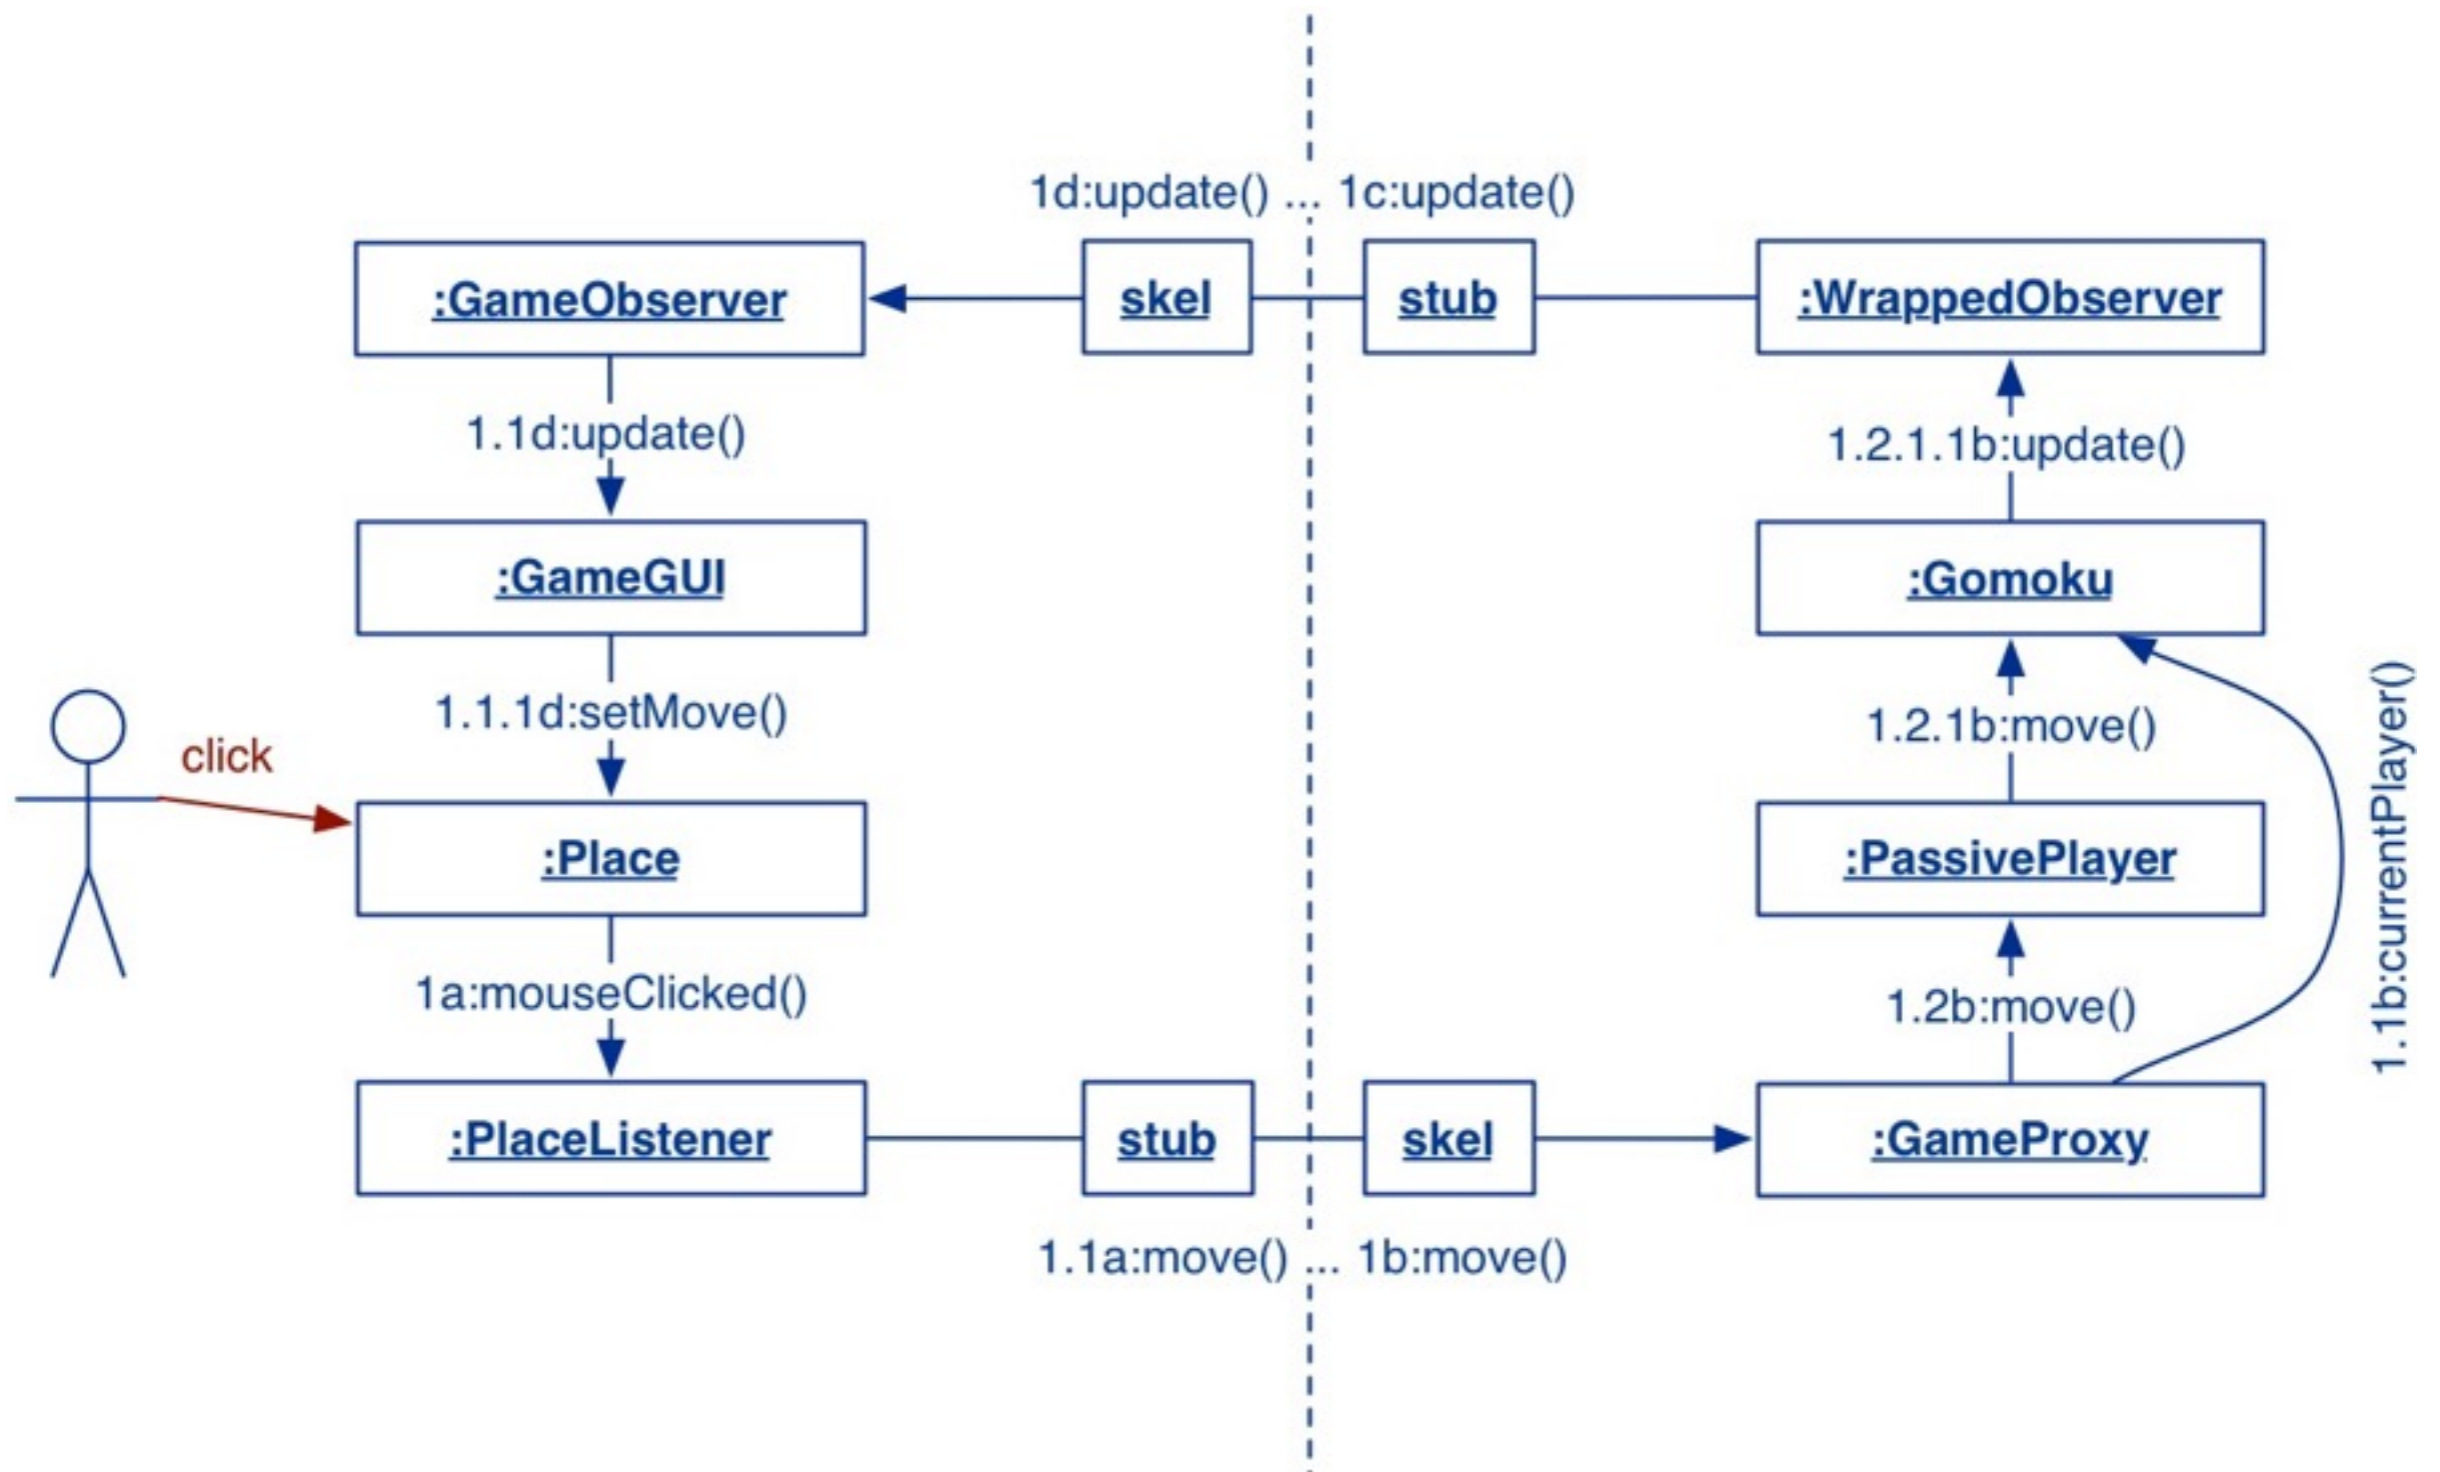 1d:update() ... 1c:update()
:GameObserver
skel
stub
:WrappedObserver
1.1d:update()
1.2.1.1b:update()
:GameGUI
:Gomoku
1.1.1d:setMove()
1.2.1b:move()
click
:Place
:PassivePlayer
1.1b:currentPlayer()
1a:mouseClicked()
1.2b:move()
:PlaceListener
stub
skel
:GameProxy
1.1a:move() ... 1b:move()